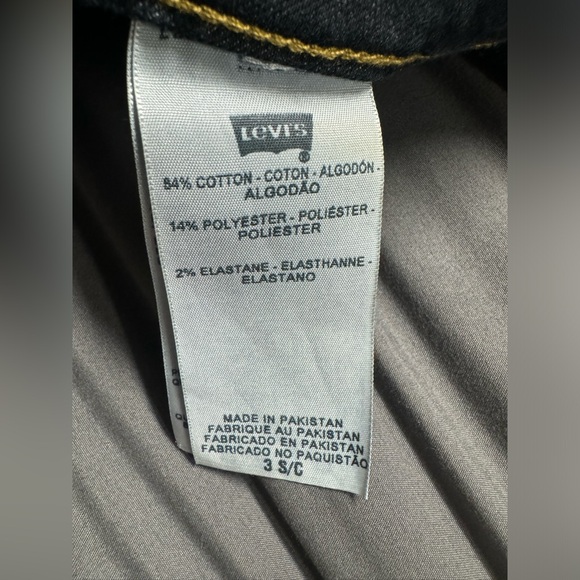 Levi's
®
84% COTTON - COTON - ALGODÓN -
ALGODÃO
14% POLYESTER - POLIÉSTER -
POLIESTER
2% ELASTANE - ELASTHANNE -
ELASTANO
MADE IN PAKISTAN
FABRIQUE AU PAKISTAN
FABRICADO EN PAKISTAN
FABRICADO NO PAQUISTÃO
3 S/C